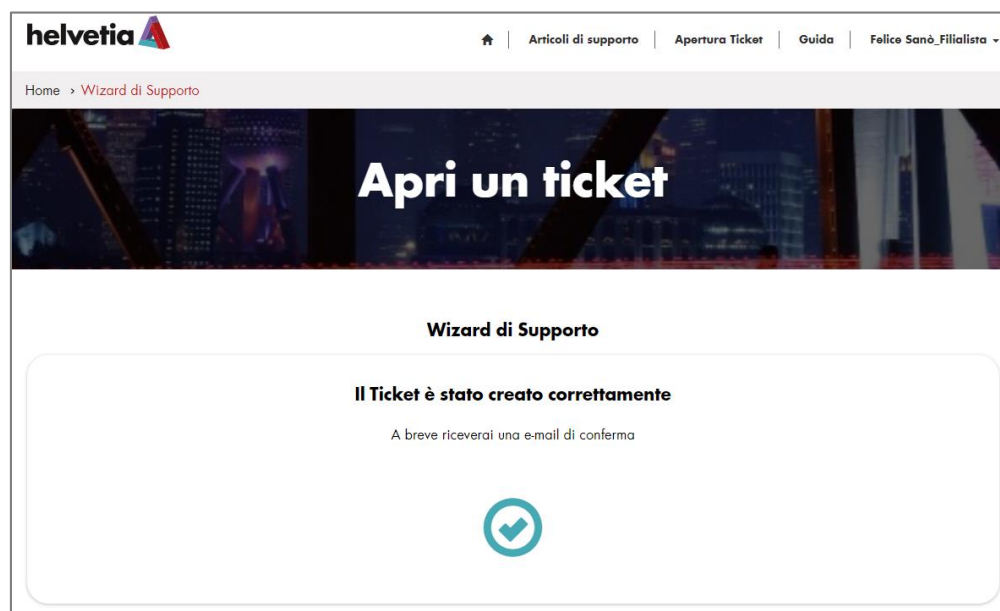 helvetia
Articoli di supporto | Apertura Ticket | Guida | Felice Sanò_Filialista
Home › Wizard di Supporto
Apri un ticket
Wizard di Supporto
Il Ticket è stato creato correttamente
A breve riceverai una e-mail di conferma